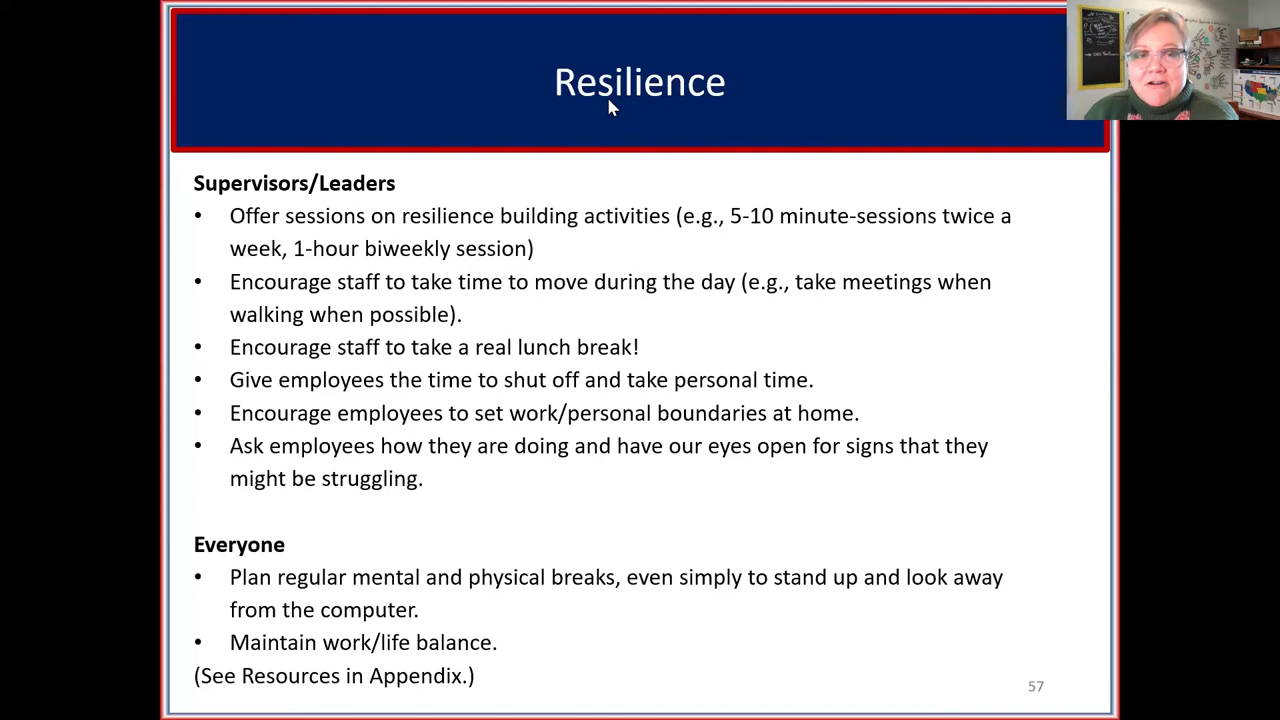 Resilience
Supervisors/Leaders
• Offer sessions on resilience building activities (e.g., 5-10 minute-sessions twice a
week, 1-hour biweekly session)
• Encourage staff to take time to move during the day (e.g., take meetings when
walking when possible).
• Encourage staff to take a real lunch break!
• Give employees the time to shut off and take personal time.
• Encourage employees to set work/personal boundaries at home.
• Ask employees how they are doing and have our eyes open for signs that they
might be struggling.
Everyone
• Plan regular mental and physical breaks, even simply to stand up and look away
from the computer.
• Maintain work/life balance.
(See Resources in Appendix.)
57